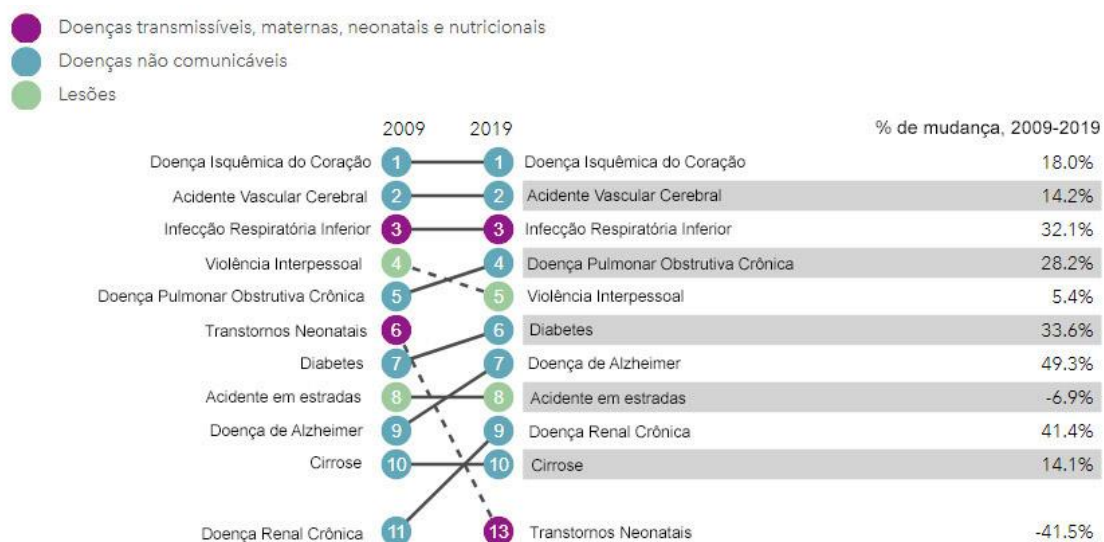 Doenças transmissíveis, maternas, neonatais e nutricionais
Doenças não comunicáveis
Lesões
2009 2019 % de mudança, 2009-2019
Doença Isquêmica do Coração 1 1 Doença Isquêmica do Coração 18.0%
Acidente Vascular Cerebral 2 2 Acidente Vascular Cerebral 14.2%
Infecção Respiratória Inferior 3 3 Infecção Respiratória Inferior 32.1%
Violência Interpessoal 4 4 Doença Pulmonar Obstrutiva Crônica 28.2%
Doença Pulmonar Obstrutiva Crônica 5 5 Violência Interpessoal 5.4%
Transtornos Neonatais 6 6 Diabetes 33.6%
Diabetes 7 7 Doença de Alzheimer 49.3%
Acidente em estradas 8 8 Acidente em estradas -6.9%
Doença de Alzheimer 9 9 Doença Renal Crônica 41.4%
Cirrose 10 10 Cirrose 14.1%
Doença Renal Crônica 11 13 Transtornos Neonatais -41.5%